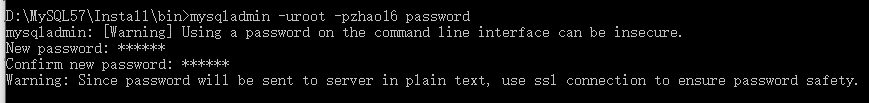 D:\MySQL57\Install\bin>mysqladmin -uroot -pzhao16 password
mysqladmin: [Warning] Using a password on the command line interface can be insecure.
New password: ******
Confirm new password: ******
Warning: Since password will be sent to server in plain text, use ssl connection to ensure password safety.